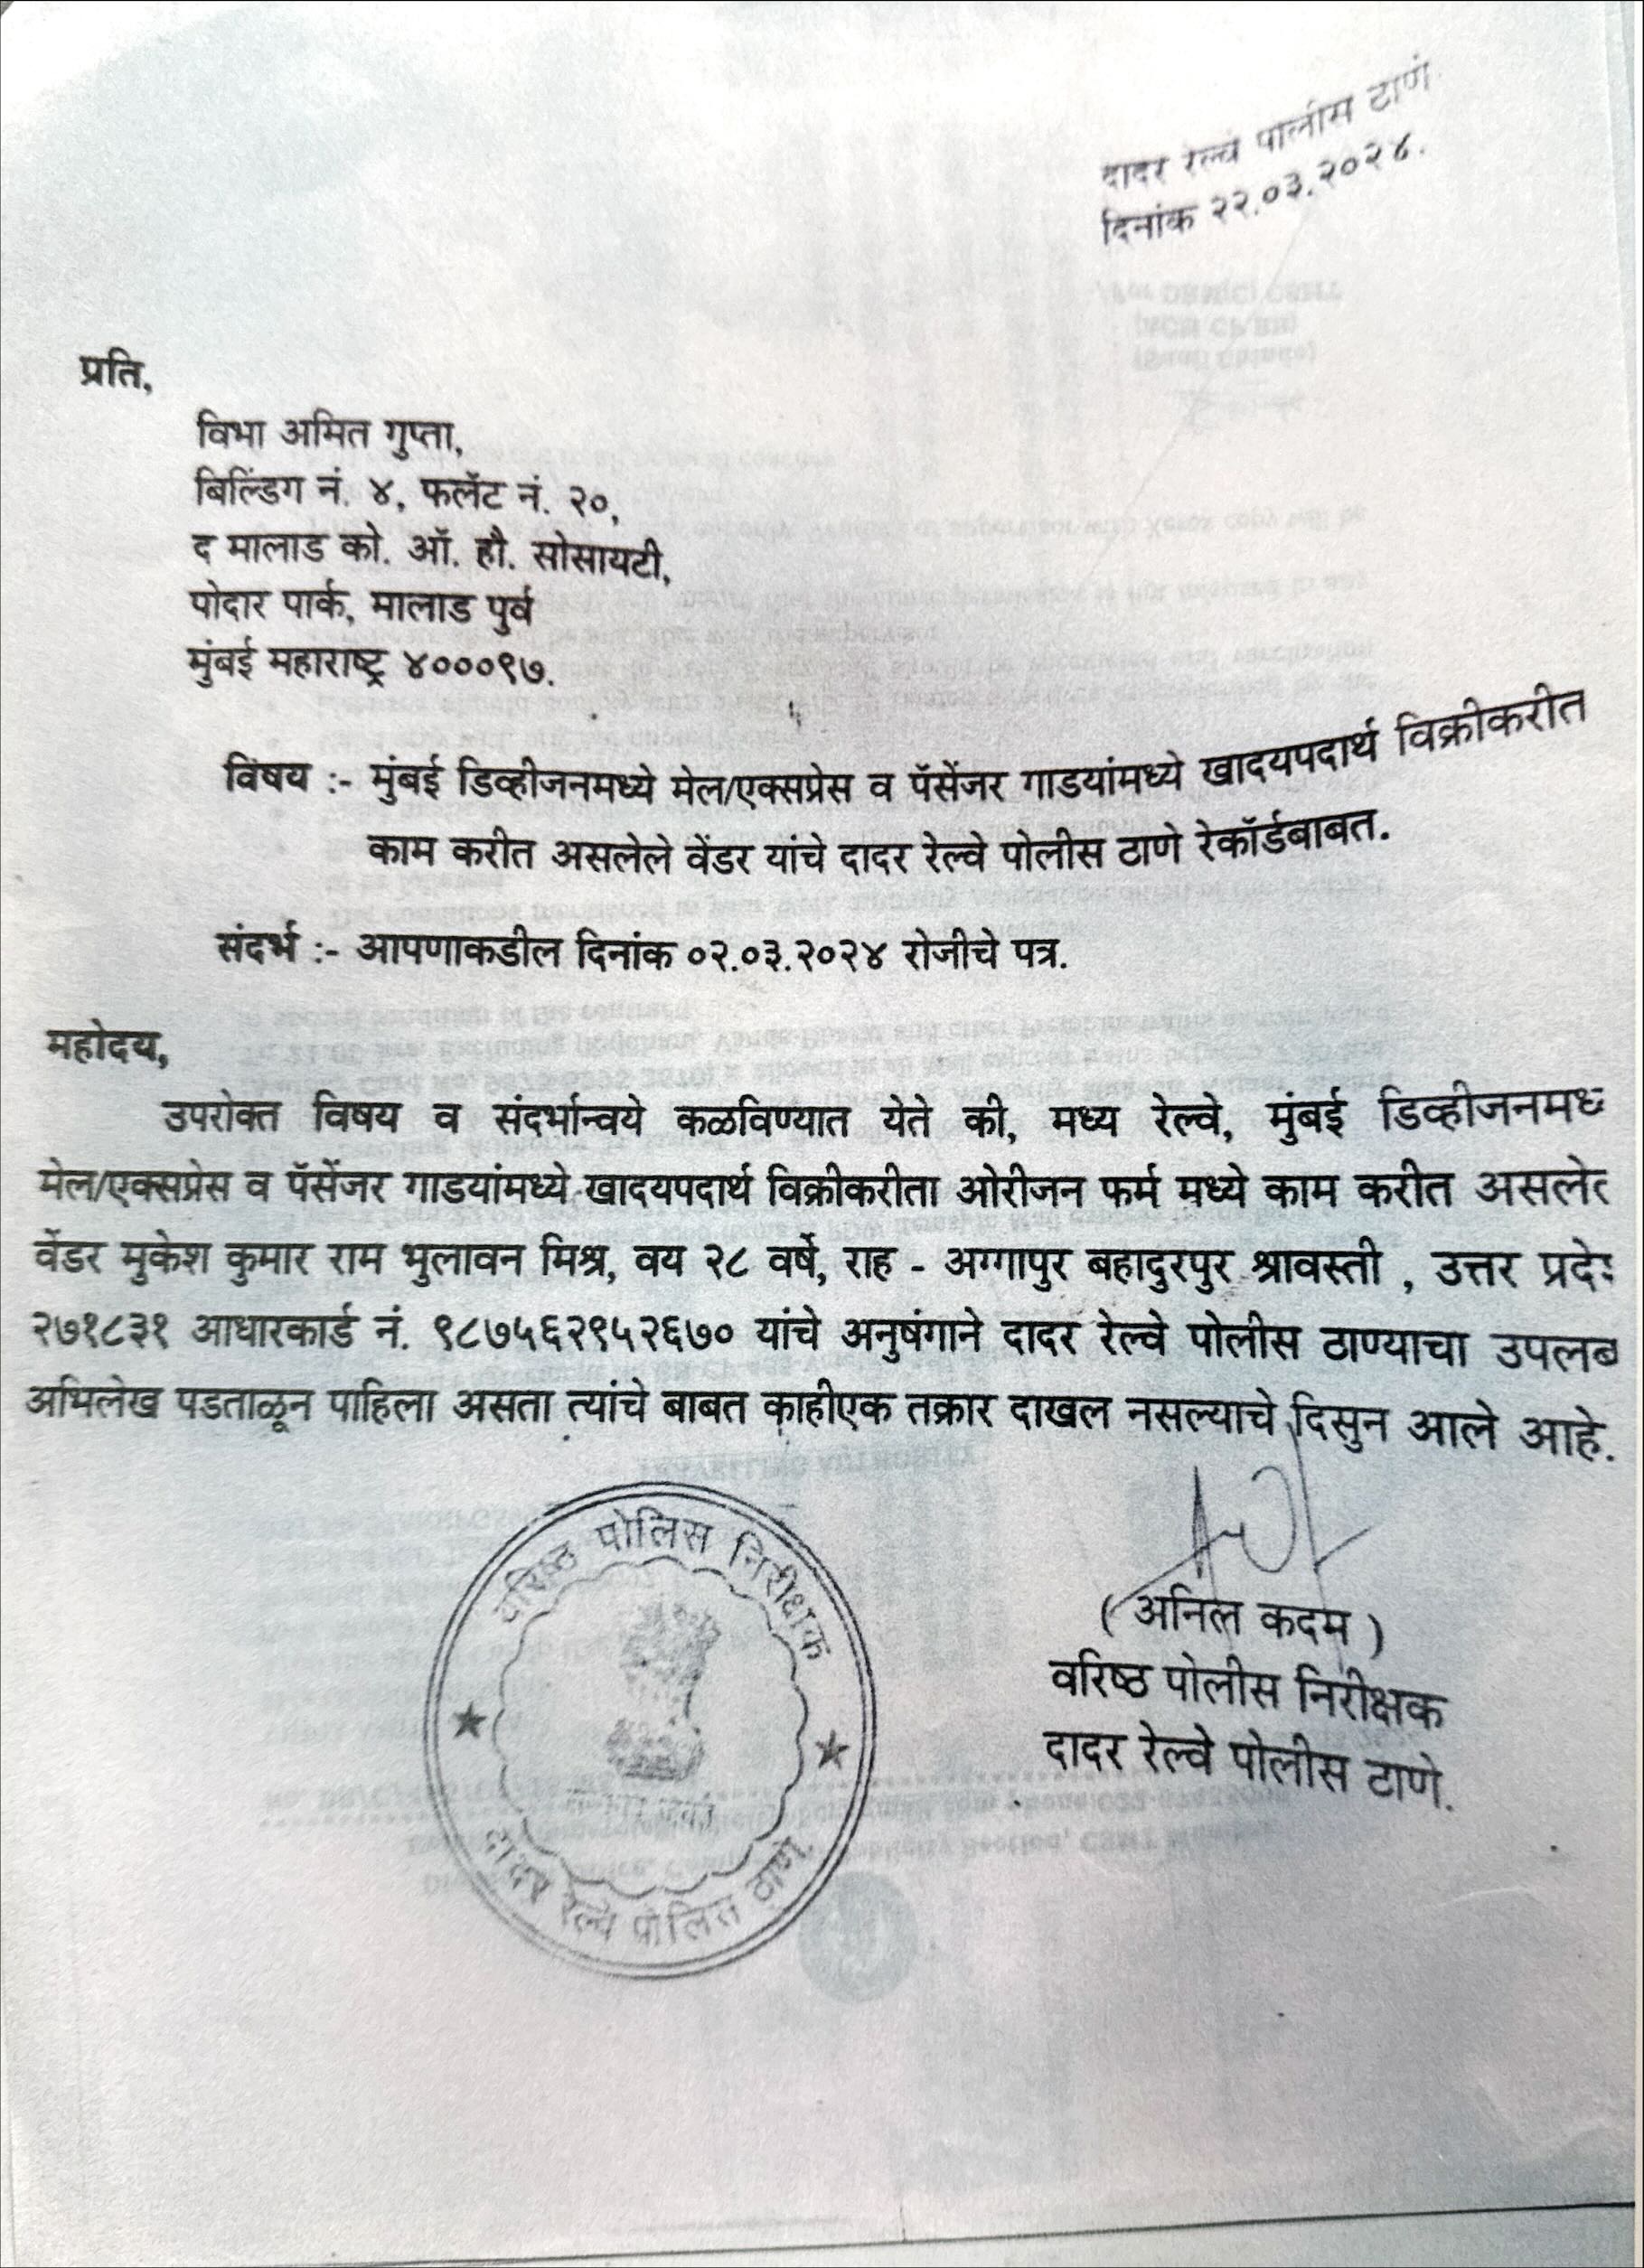 दादर रेल्वे पोलीस ठाणे
दिनांक २२.०३.२०२४.
प्रति,
विभा अमित गुप्ता,
बिल्डिंग नं. ४, फलॅट नं. २०,
द मालाड को. ऑ. हौ. सोसायटी,
पोदार पार्क, मालाड पुर्व
मुंबई महाराष्ट्र ४०००९७.
विषय :- मुंबई डिव्हीजनमध्ये मेल/एक्सप्रेस व पॅसेंजर गाडयांमध्ये खादयपदार्थ विक्रीकरीत
काम करीत असलेले वेंडर यांचे दादर रेल्वे पोलीस ठाणे रेकॉर्डबाबत.
संदर्भ :- आपणाकडील दिनांक ०२.०३.२०२४ रोजीचे पत्र.
महोदय,
उपरोक्त विषय व संदर्भान्वये कळविण्यात येते की, मध्य रेल्वे, मुंबई डिव्हीजनमध्
मेल/एक्सप्रेस व पॅसेंजर गाडयांमध्ये खादयपदार्थ विक्रीकरीता ओरीजन फर्म मध्ये काम करीत असले
वेंडर मुकेश कुमार राम भुलावन मिश्र, वय २८ वर्षे, राह - अग्गापुर बहादुरपुर श्रावस्ती , उत्तर प्रदे
२७१८३१ आधारकार्ड नं. ९८७५६२९५२६७० यांचे अनुषंगाने दादर रेल्वे पोलीस ठाण्याचा उपलब
अभिलेख पडताळून पाहिला असता त्यांचे बाबत काहीएक तक्रार दाखल नसल्याचे दिसुन आले आहे.
वरिष्ठ पोलिस निरीक्षक
दादर रेल्वे पोलिस ठाणे
( अनिल कदम )
वरिष्ठ पोलीस निरीक्षक
दादर रेल्वे पोलीस ठाणे.